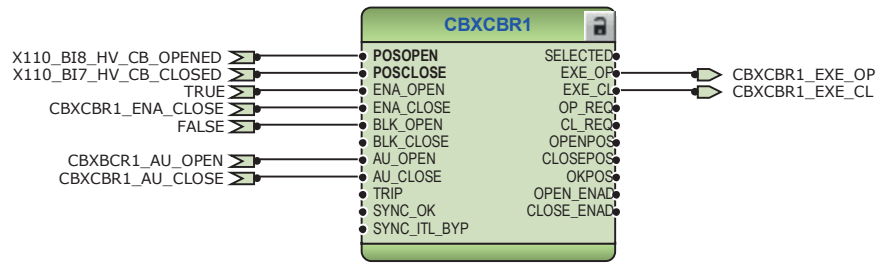 CBXCBR1
X110_BI8_HV_CB_OPENED POSOPEN SELECTED
X110_BI7_HV_CB_CLOSED POSCLOSE EXE_OP CBXCBR1_EXE_OP
TRUE ENA_OPEN EXE_CL CBXCBR1_EXE_CL
CBXCBR1_ENA_CLOSE ENA_CLOSE OP_REQ
FALSE BLK_OPEN CL_REQ
BLK_CLOSE OPENPOS
CBXBCR1_AU_OPEN AU_OPEN CLOSEPOS
CBXCBR1_AU_CLOSE AU_CLOSE OKPOS
TRIP OPEN_ENAD
SYNC_OK CLOSE_ENAD
SYNC_ITL_BYP